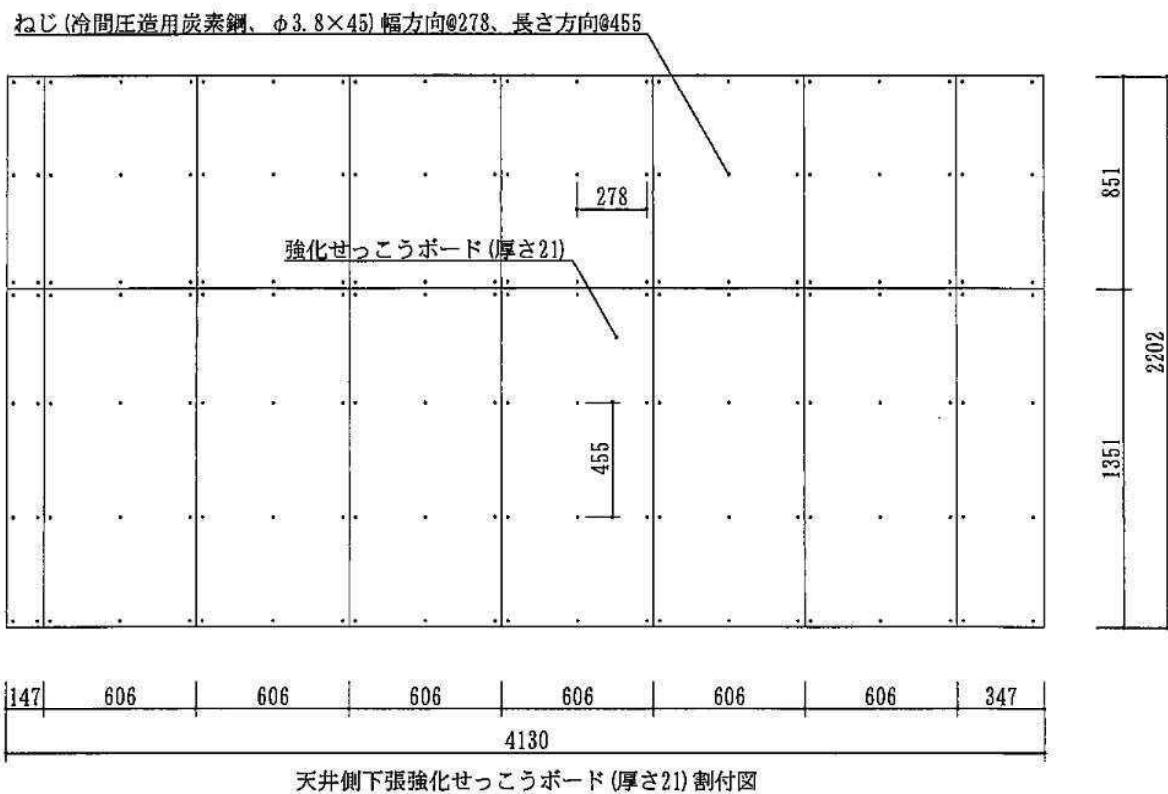 ねじ(冷間圧造用炭素鋼、φ3.8×45)幅方向@278、長さ方向@455
278
851
強化せっこうボード(厚さ21)
2202
455
1351
147 606 606 606 606 606 606 347
4130
天井側下張強化せっこうボード(厚さ21)割付図